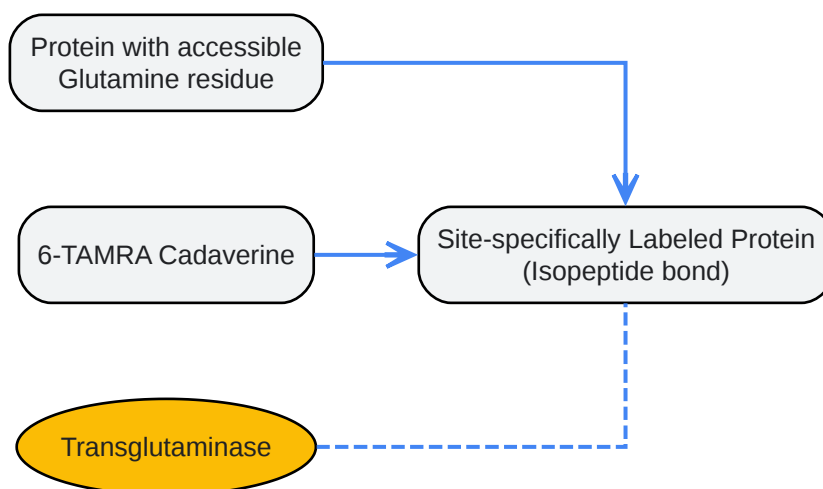 Protein with accessible
Glutamine residue
6-TAMRA Cadaverine
Site-specifically Labeled Protein
(Isopeptide bond)
Transglutaminase